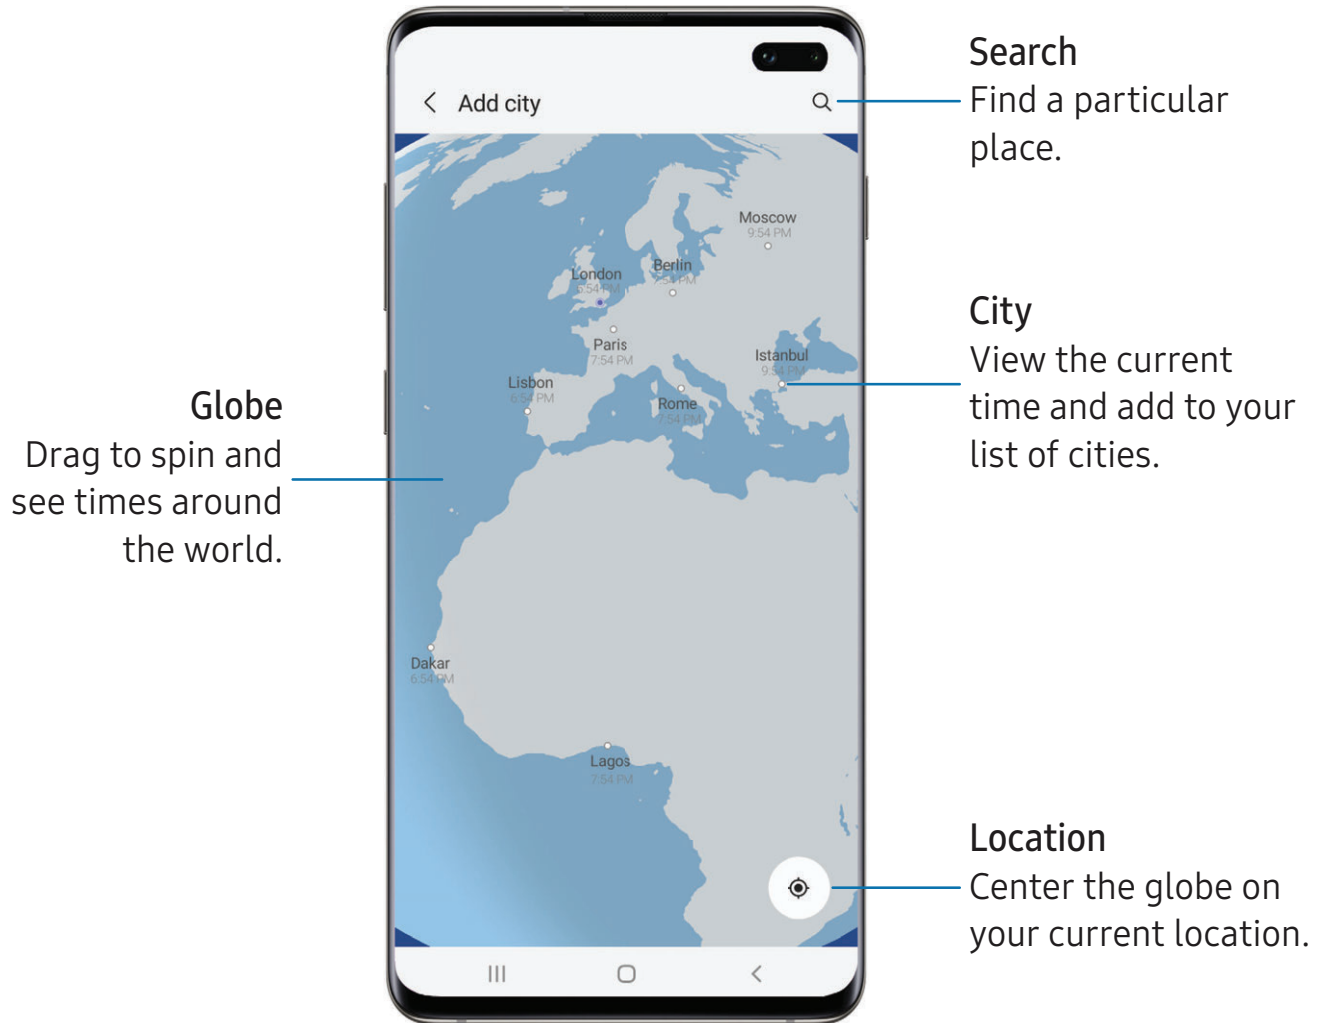 Search
Find a particular
place.
Add city
Moscow
9:54 PM
Berlin
7:54 PM
London
6:54 PM
City
View the current
time and add to your
list of cities.
Paris
7:54 PM
Istanbul
9:54 PM
Lisbon
6:54 PM
Rome
7:54 PM
Globe
Drag to spin and
see times around
the world.
Dakar
6:54 PM
Lagos
7:54 PM
Location
Center the globe on
your current location.